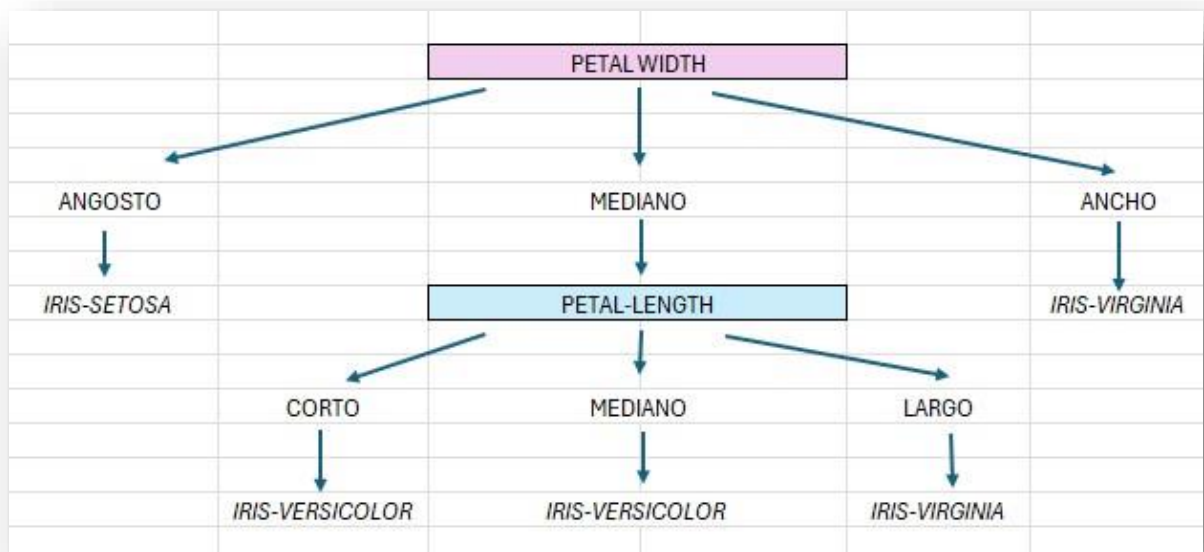 PETAL WIDTH
ANGOSTO
MEDIANO
ANCHO
IRIS-SETOSA
PETAL-LENGTH
IRIS-VIRGINIA
CORTO
MEDIANO
LARGO
IRIS-VERSICOLOR
IRIS-VERSICOLOR
IRIS-VIRGINIA